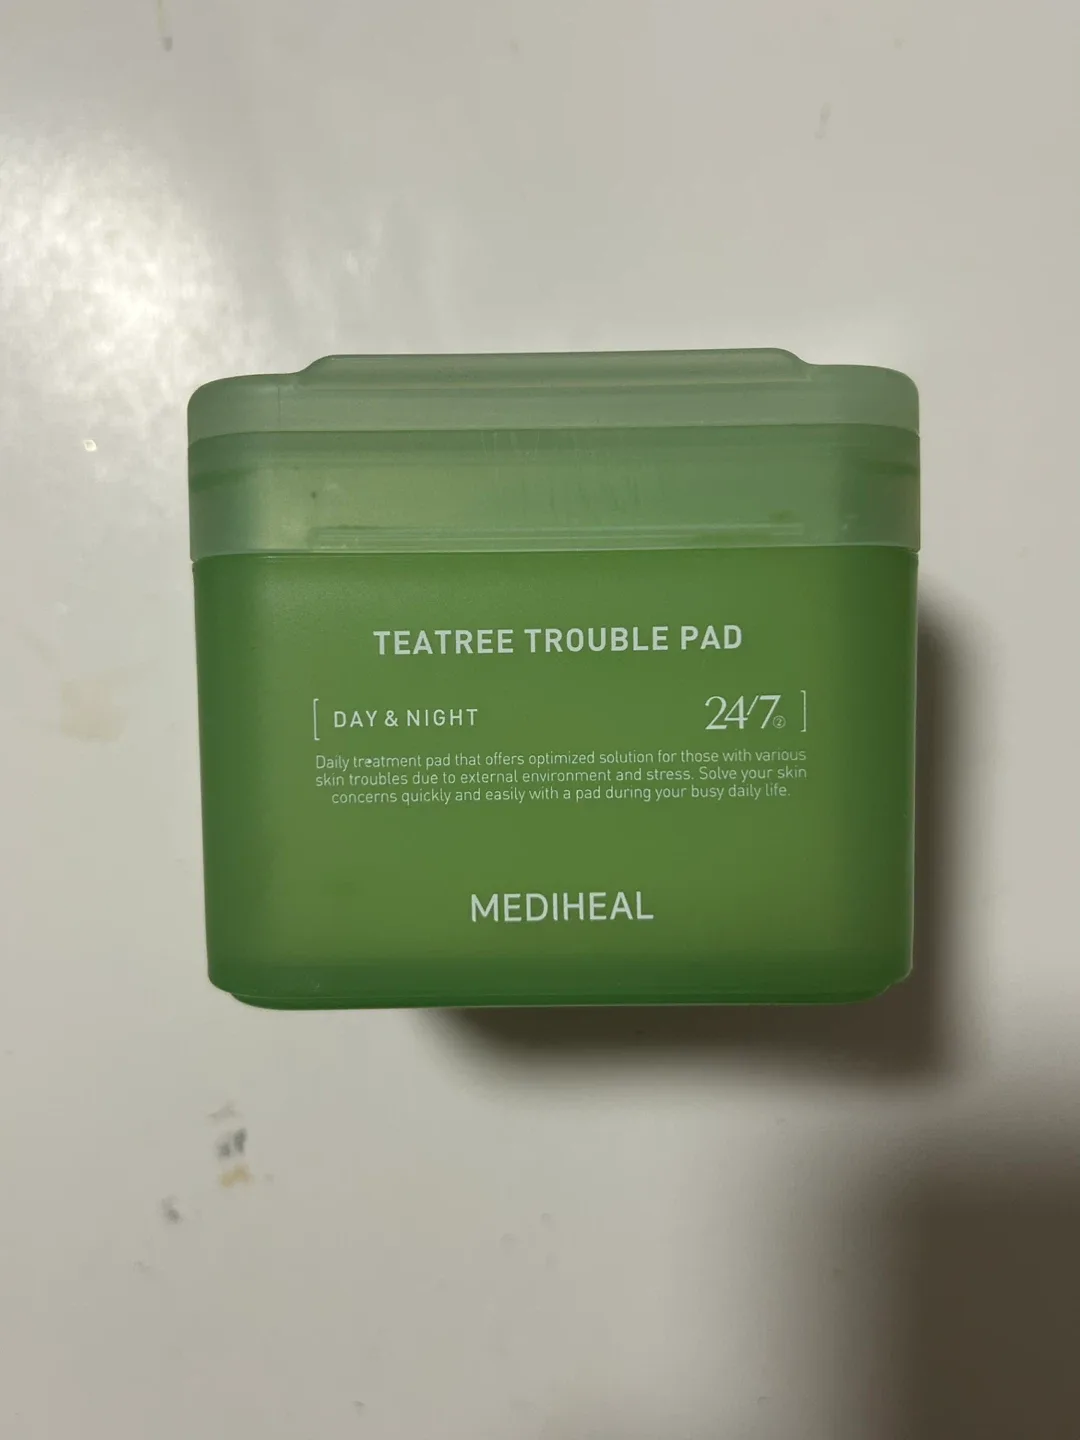 TEATREE TROUBLE PAD
[ DAY & NIGHT 24/7② ]
Daily treatment pad that offers optimized solution for those with various
skin troubles due to external environment and stress. Solve your skin
concerns quickly and easily with a pad during your busy daily life.
MEDIHEAL